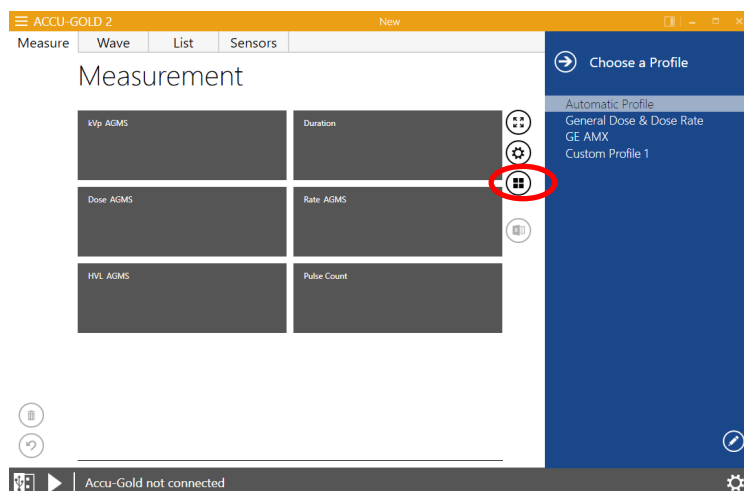 ACCU-GOLD 2
New
Measure Wave List Sensors
Measurement
kVp AGMS
Duration
Dose AGMS
Rate AGMS
HVL AGMS
Pulse Count
Choose a Profile
Automatic Profile
General Dose & Dose Rate
GE AMX
Custom Profile 1
Accu-Gold not connected